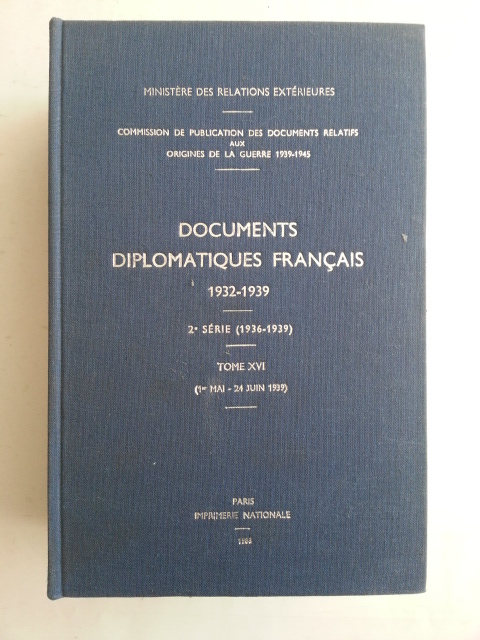 MINISTÈRE DES RELATIONS EXTÉRIEURES
COMMISSION DE PUBLICATION DES DOCUMENTS RELATIFS
AUX
ORIGINES DE LA GUERRE 1939-1945
DOCUMENTS
DIPLOMATIQUES FRANÇAIS
1932-1939
2e SÉRIE (1936-1939)
TOME XVI
(1er MAI - 24 JUIN 1939)
PARIS
IMPRIMERIE NATIONALE